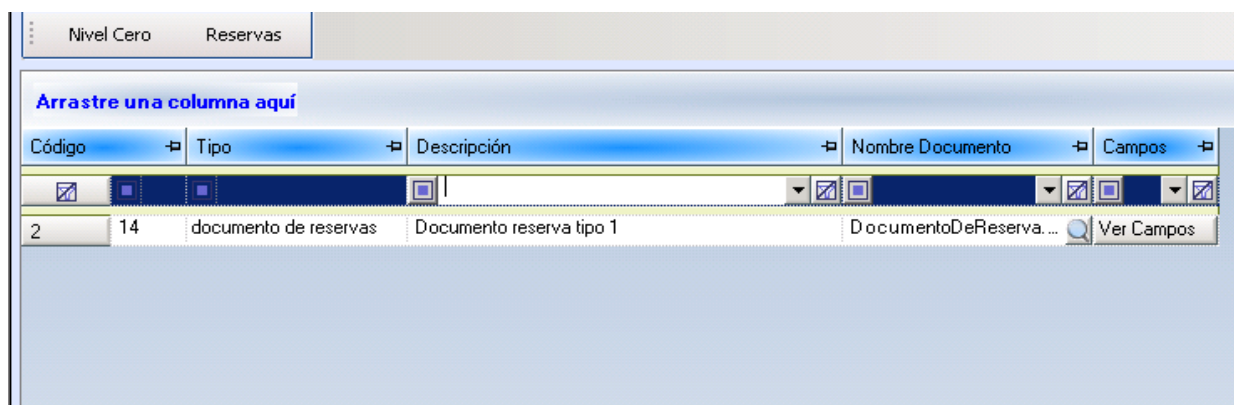 Nivel Cero Reservas
Arrastre una columna aquí
Código Tipo Descripción Nombre Documento Campos
2 14 documento de reservas Documento reserva tipo 1 DocumentoDeReserva.... Ver Campos